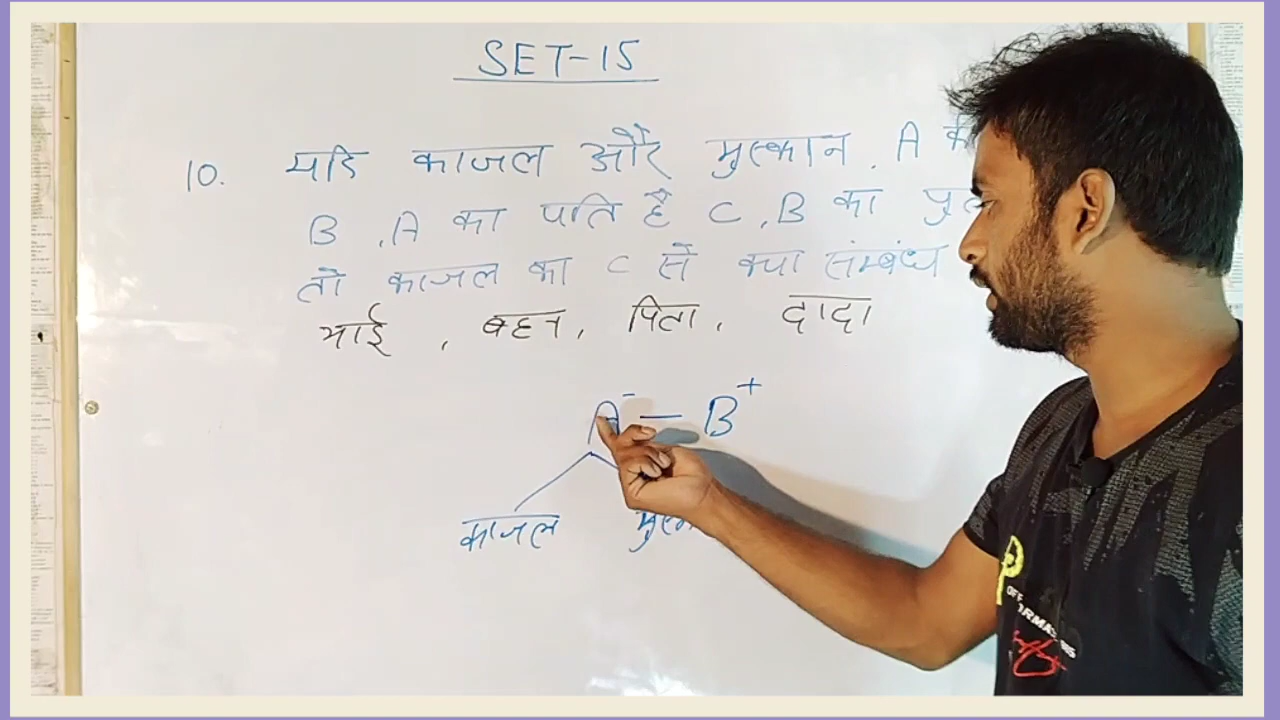 SET-15
10. यदि काजल और मुस्कान, A
B, A का पति है C, B का
तो काजल का C से क्या संम्बंध
भाई, बहन, पिता, दादा
A⁻ — B⁺
काजल